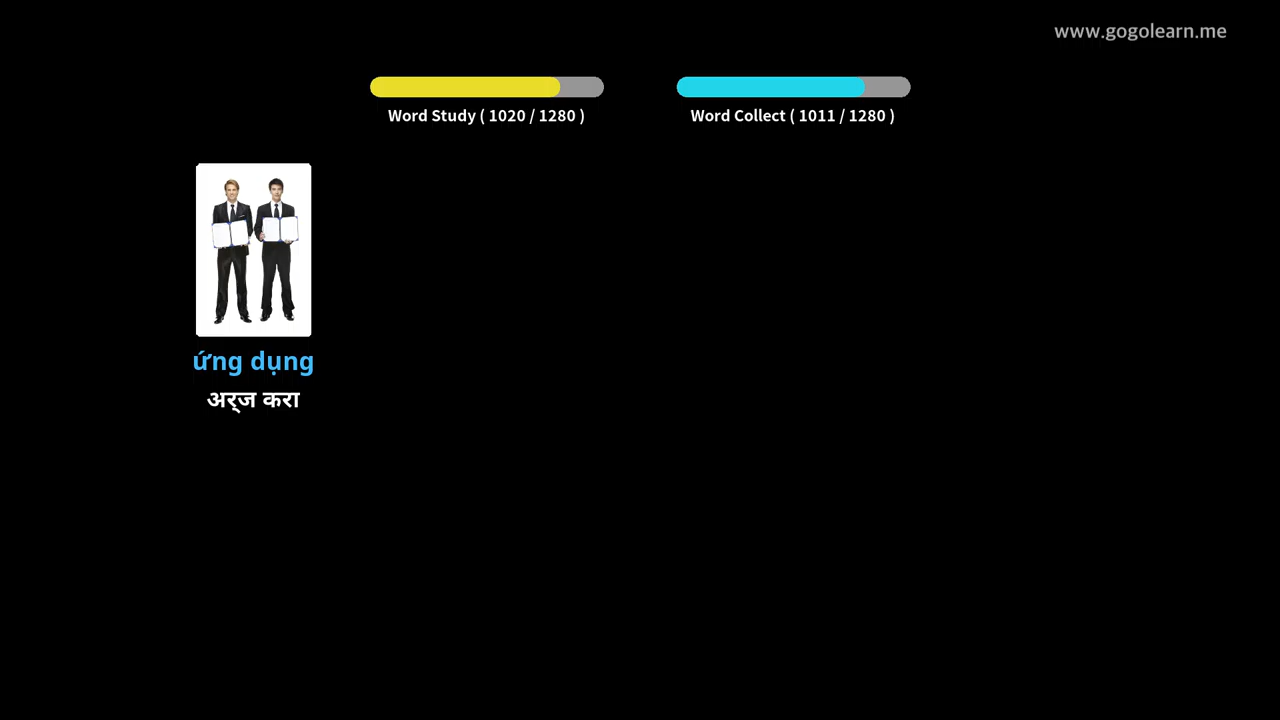 www.gogolearn.me
Word Study ( 1020 / 1280 )
Word Collect ( 1011 / 1280 )
ứng dụng
अर्ज करा